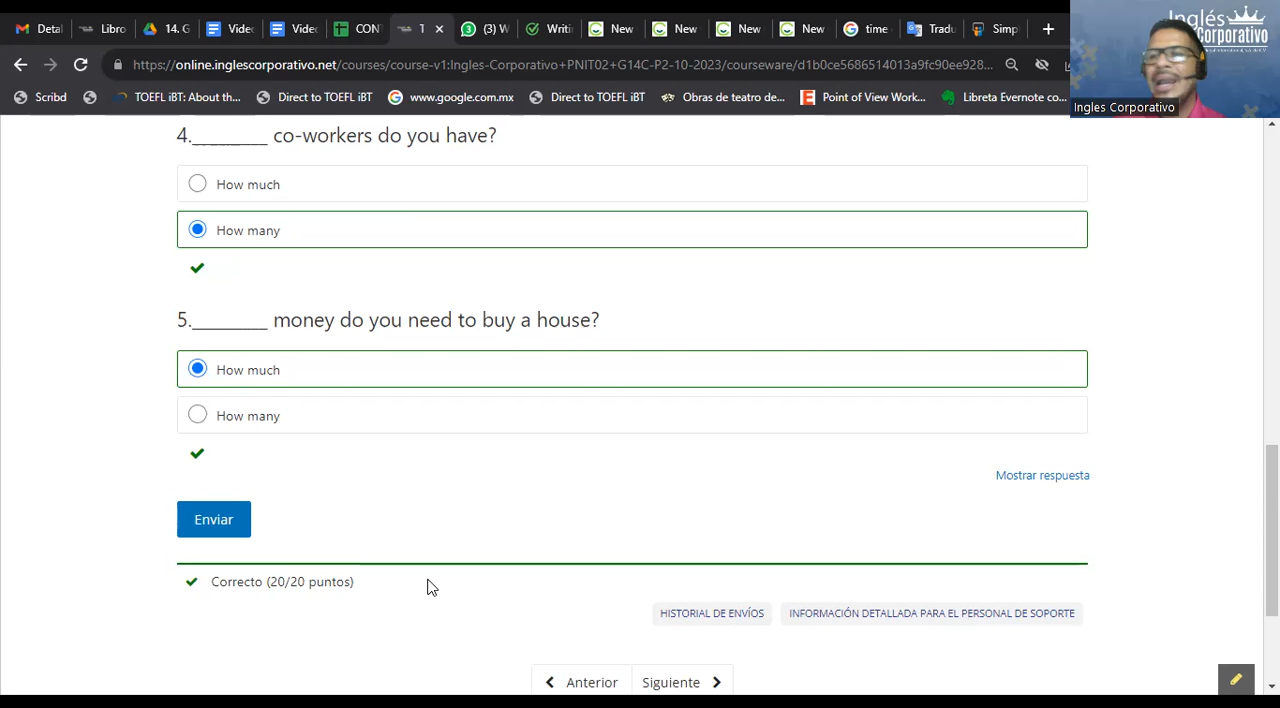 Detal
Libro
14. G
Videc
Videc
CON
1
(3) W
Writi
New
New
New
New
time
Tradu
Simp
https://online.inglescorporativo.net/courses/course-v1:Ingles-Corporativo+PNIT02+G14C-P2-10-2023/courseware/d1b0ce5686514013a9fc90ee928...
Scribd
TOEFL iBT: About th...
Direct to TOEFL iBT
www.google.com.mx
Direct to TOEFL iBT
Obras de teatro de...
Point of View Work...
Libreta Evernote co...
Inglés
Corporativo
Ingles Corporativo
4.________ co-workers do you have?
How much
How many
5.________ money do you need to buy a house?
How much
How many
Mostrar respuesta
Enviar
Correcto (20/20 puntos)
HISTORIAL DE ENVÍOS
INFORMACIÓN DETALLADA PARA EL PERSONAL DE SOPORTE
Anterior
Siguiente